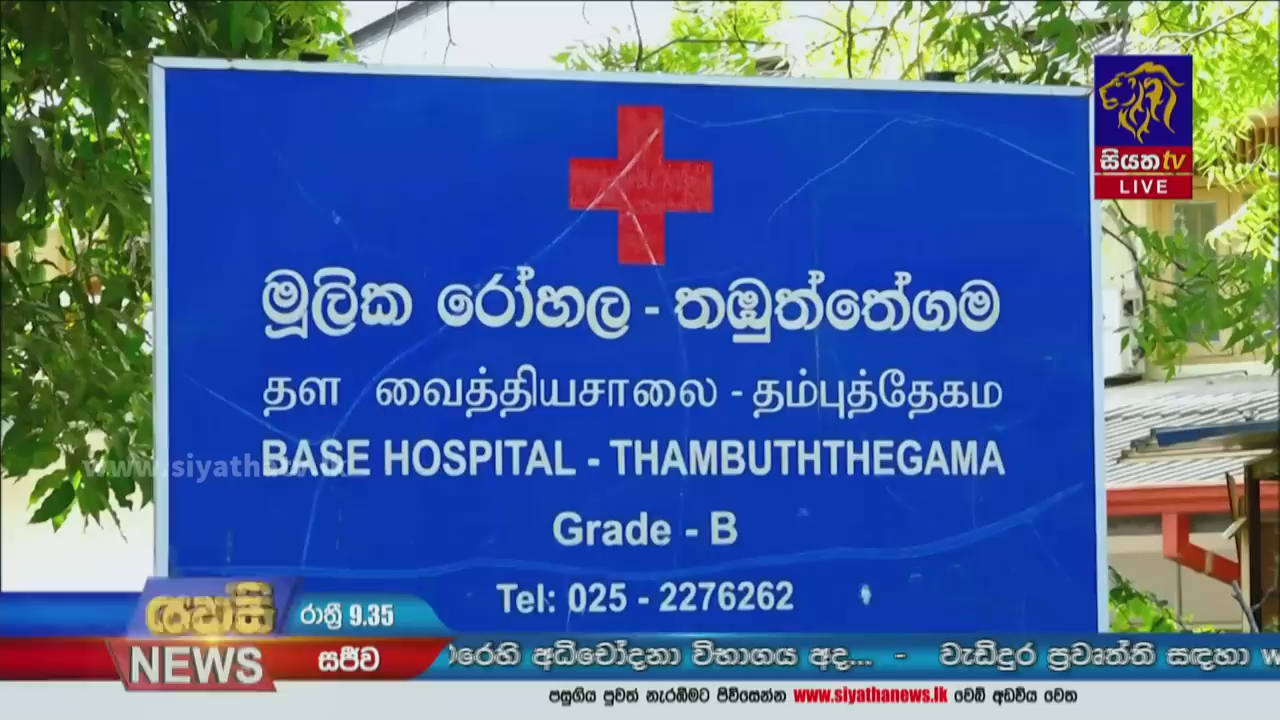 සියත tv
LIVE
මූලික රෝහල - තඹුත්තේගම
தள வைத்தியசாலை - தம்புத்தேகம
BASE HOSPITAL - THAMBUTHTHEGAMA
Grade - B
Tel: 025 - 2276262
රාත්‍රී 9.35
NEWS සජීව
අධිචෝදනා විභාගය අද... - වැඩිදුර ප්‍රවෘත්ති සඳහා w
පසුගිය පුවත් නැරඹීමට පිවිසෙන්න www.siyathanews.lk වෙබ් අඩවිය වෙත